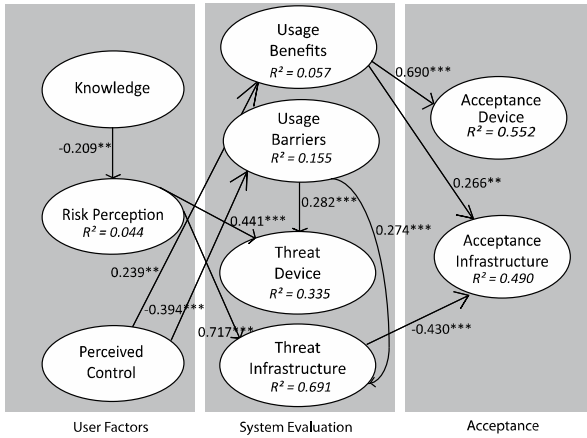 Knowledge
-0.209**
Risk Perception
R² = 0.044
0.239**
-0.394***
0.717***
Perceived
Control
User Factors
Usage
Benefits
R² = 0.057
Usage
Barriers
R² = 0.155
0.282***
0.441***
0.274***
Threat
Device
R² = 0.335
Threat
Infrastructure
R² = 0.691
System Evaluation
0.690***
Acceptance
Device
R² = 0.552
0.266**
Acceptance
Infrastructure
R² = 0.490
-0.430***
Acceptance